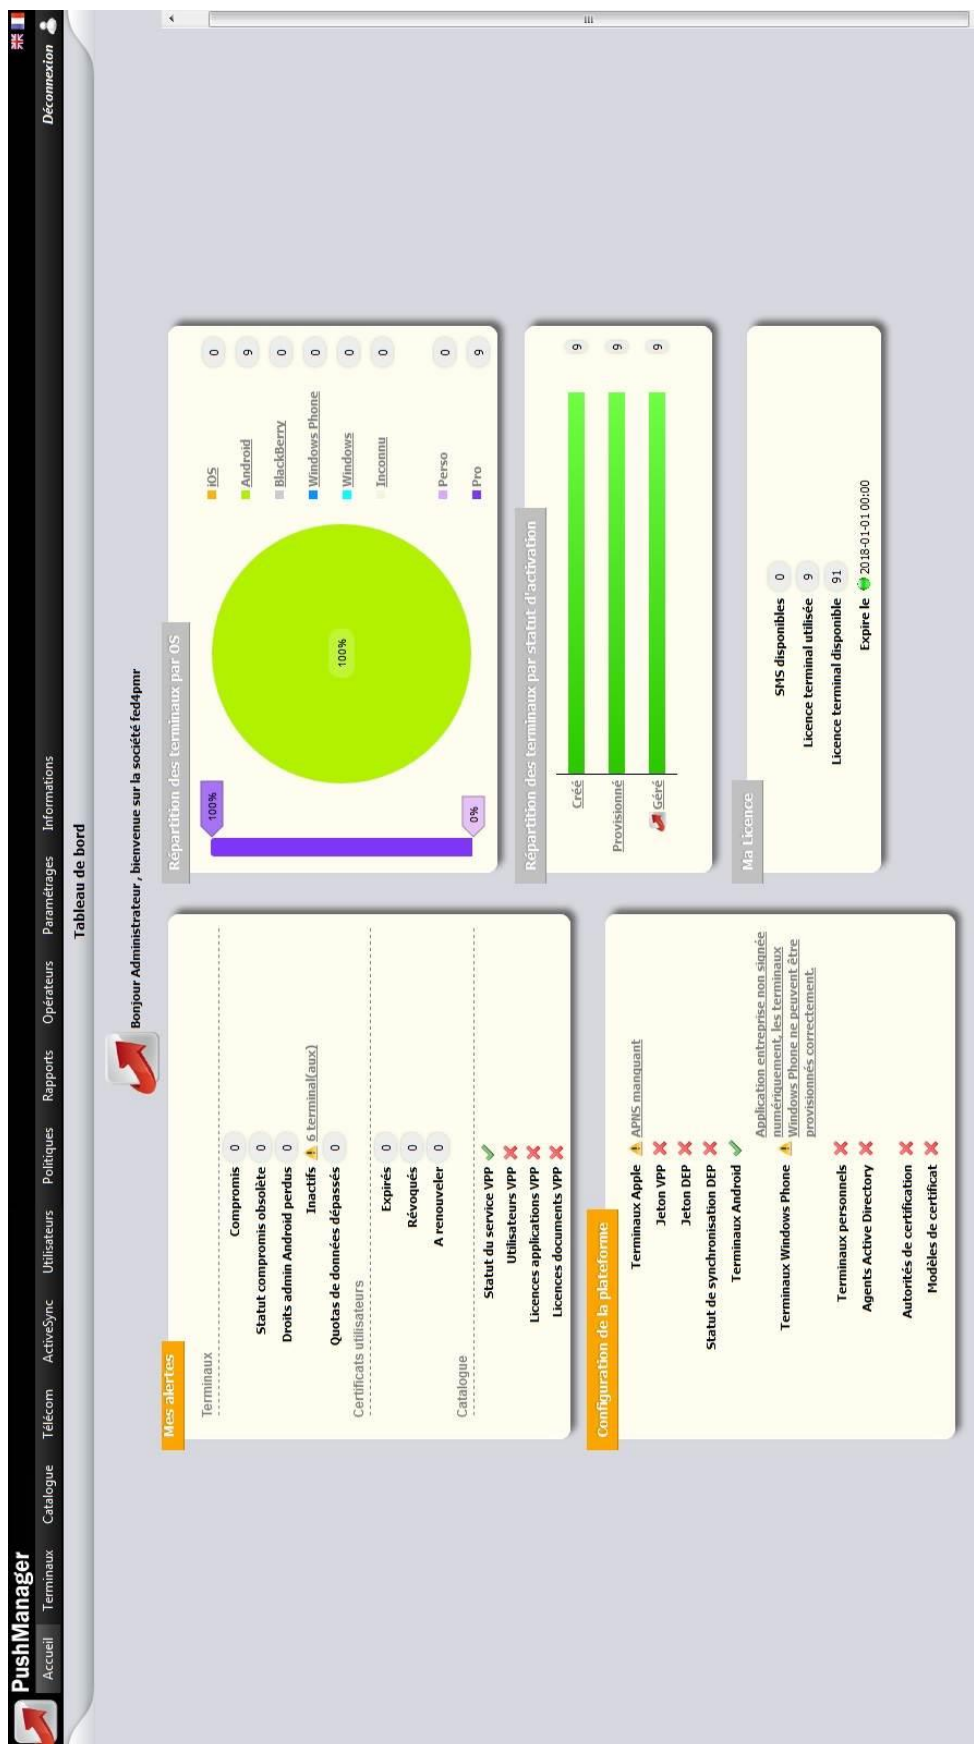 PushManager
Accueil Terminaux Catalogue Télécom ActiveSync Utilisateurs Politiques Rapports Opérateurs Paramétrages Informations Déconnexion
Tableau de bord
Bonjour Administrateur , bienvenue sur la société fed4pmr
Mes alertes
Terminaux
Compromis 0
Statut compromis obsolète 0
Droits admin Android perdus 0
Inactifs 6 terminal(aux)
Quotas de données dépassés 0
Certificats utilisateurs
Expirés 0
Révoqués 0
A renouveler 0
Catalogue
Statut du service VPP
Utilisateurs VPP
Licences applications VPP
Licences documents VPP
Configuration de la plateforme
Terminaux Apple APNS manquant
Jeton VPP
Jeton DEP
Statut de synchronisation DEP
Terminaux Android
Terminaux Windows Phone
Application entreprise non signée
numériquement, les terminaux
Windows Phone ne peuvent être
provisionnés correctement.
Terminaux personnels
Agents Active Directory
Autorités de certification
Modèles de certificat
Répartition des terminaux par OS
100%
0%
100%
iOS 0
Android 9
BlackBerry 0
Windows Phone 0
Windows 0
Inconnu 0
Perso 0
Pro 9
Répartition des terminaux par statut d'activation
Créé 9
Provisionné 9
Géré 9
Ma Licence
SMS disponibles 0
Licence terminal utilisée 9
Licence terminal disponible 91
Expire le 2018-01-01 00:00